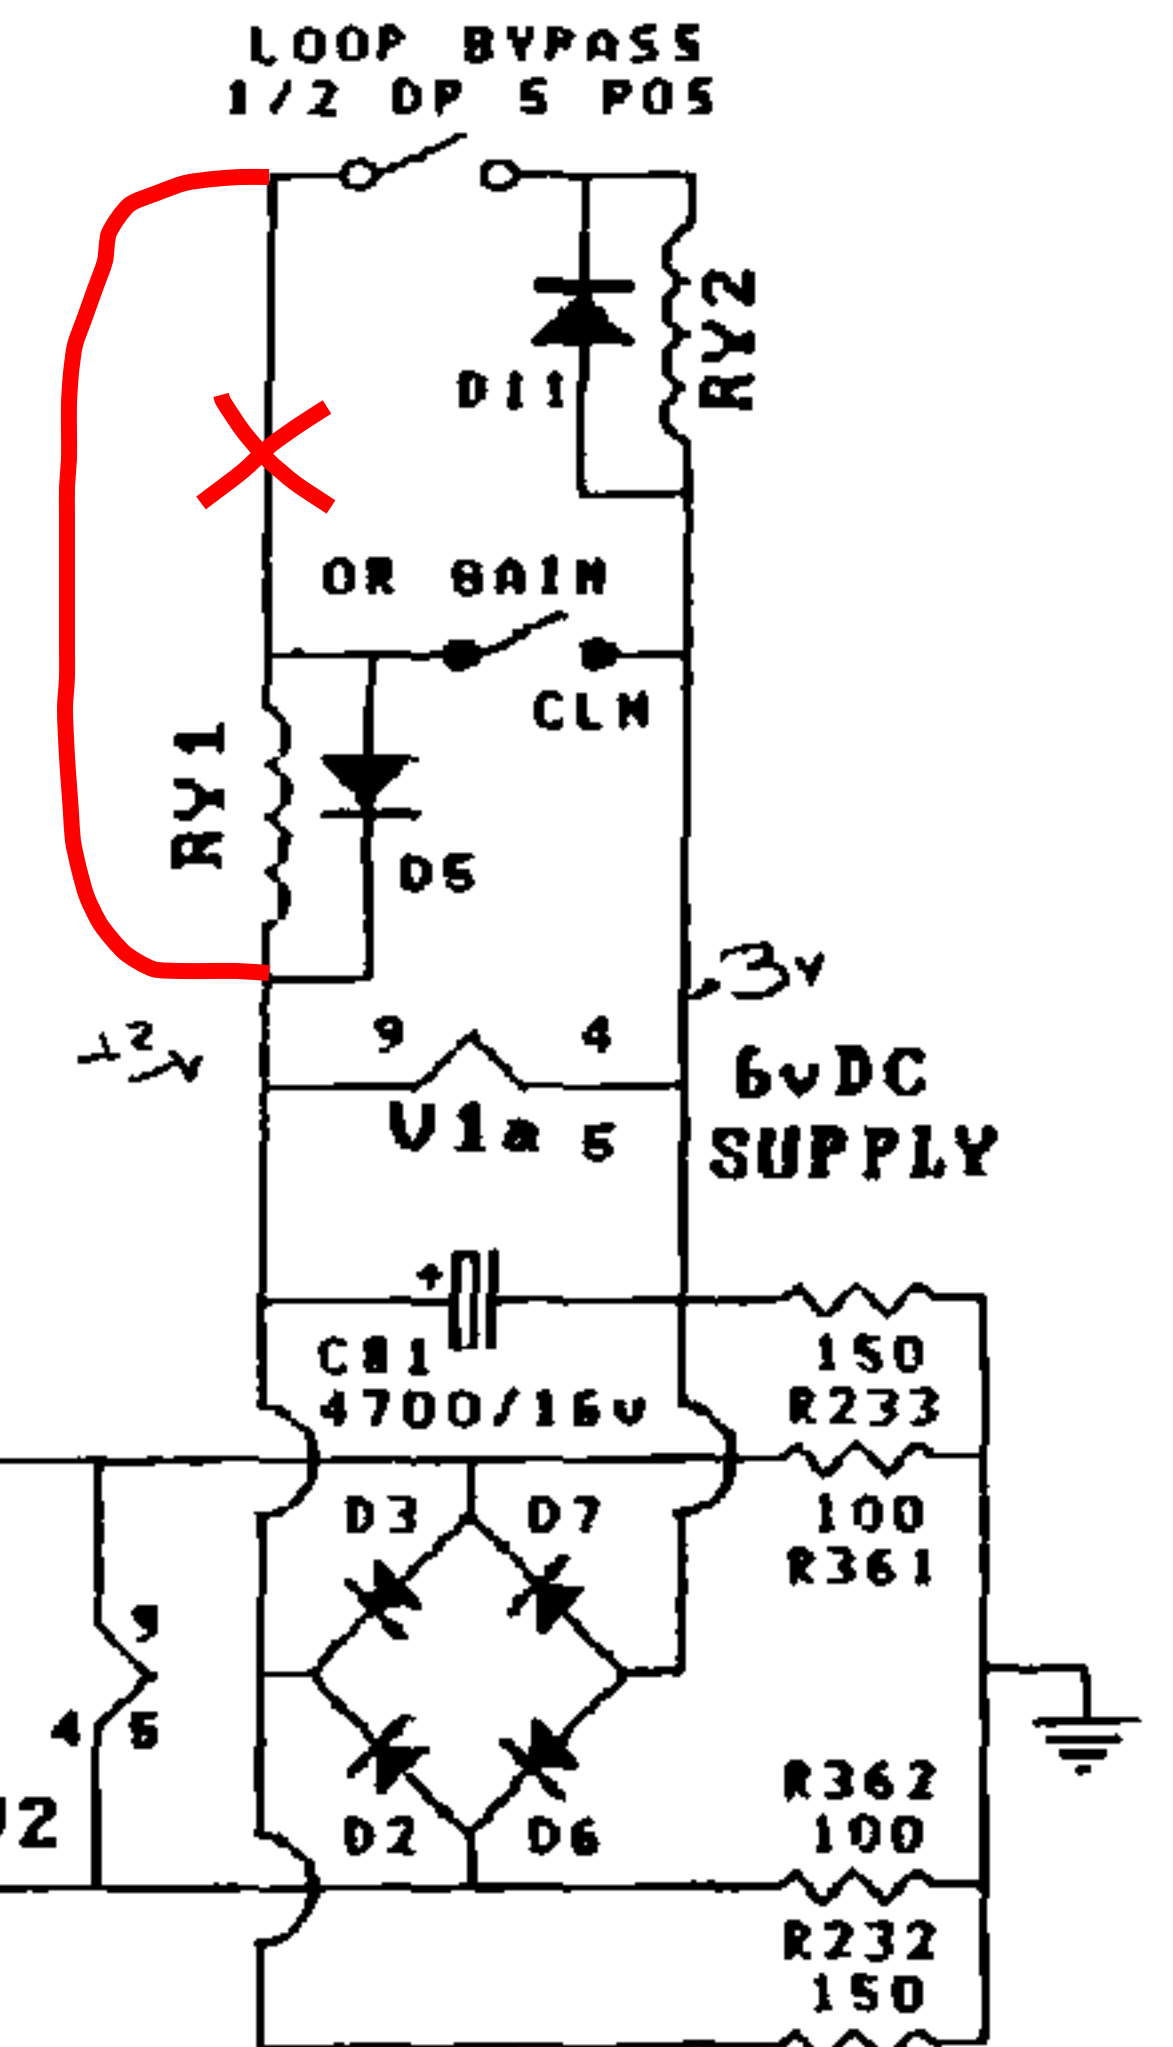 LOOP BYPASS
1/2 DP 5 POS
RY2
D11
OR GAIN
CLN
RY1
D5
.3v
9 4
+2v
6vDC
V1a 5
SUPPLY
+
150
C81
R233
4700/16v
D3 D7
100
R361
9
4 5
R362
V2
100
D2 D6
R232
150